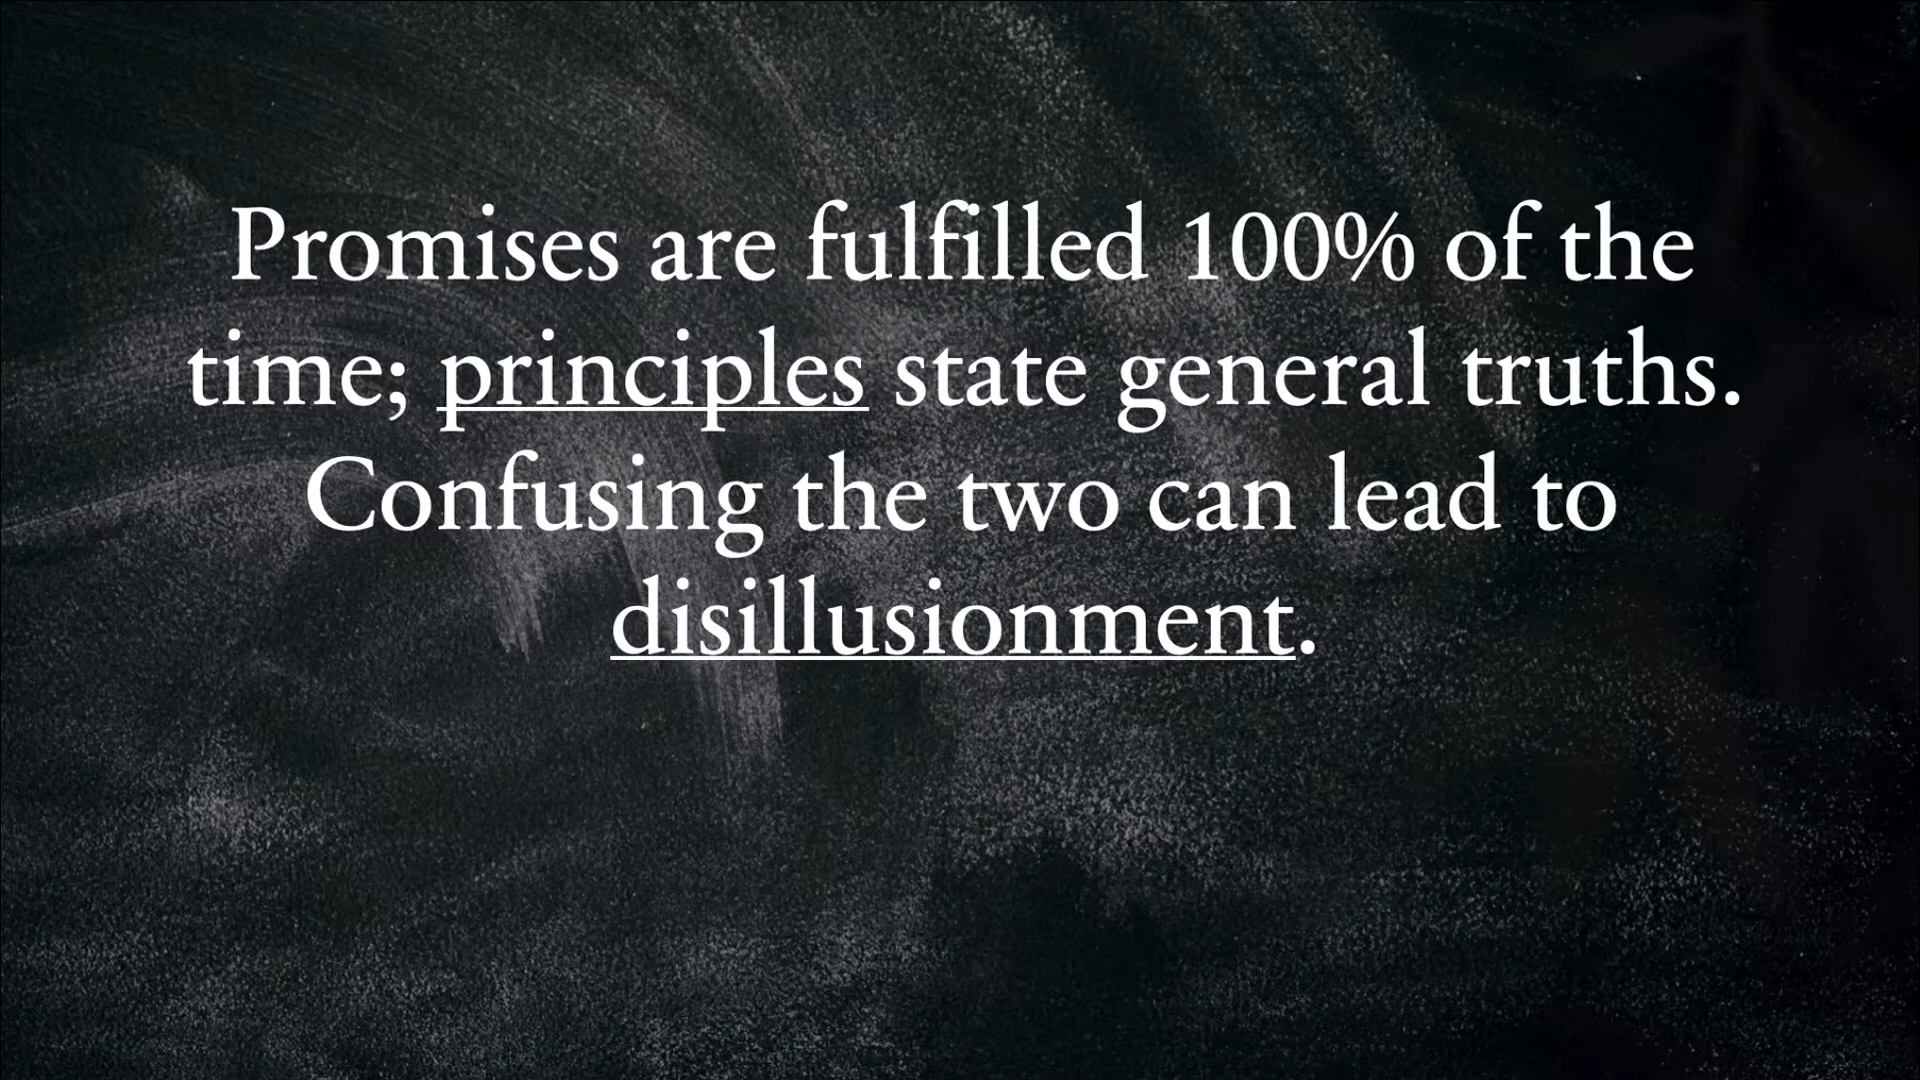 Promises are fulfilled 100% of the
time; principles state general truths.
Confusing the two can lead to
disillusionment.